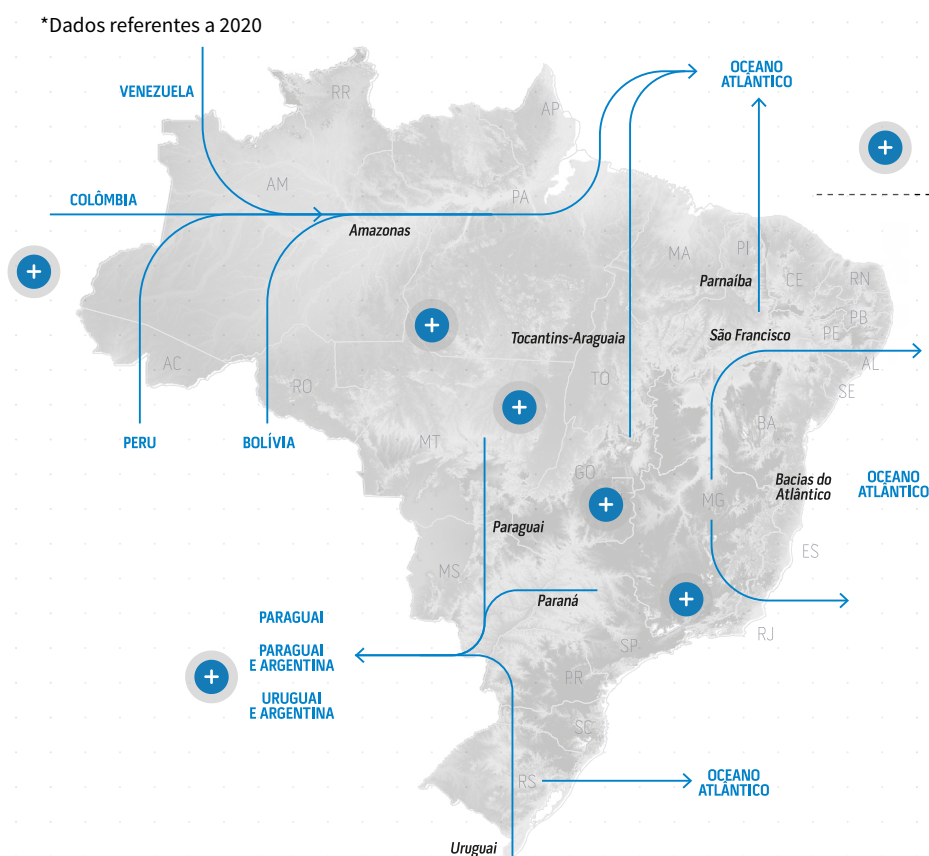 *Dados referentes a 2020
OCEANO
ATLÂNTICO
VENEZUELA
RR
AP
AM
PA
COLÔMBIA
Amazonas
MA
PI
CE
RN
Parnaíba
PB
PE
São Francisco
Tocantins-Araguaia
AL
AC
RO
TO
SE
BA
PERU
BOLÍVIA
MT
GO
Bacias do
Atlântico
OCEANO
ATLÂNTICO
MG
Paraguai
ES
MS
Paraná
PARAGUAI
RJ
SP
PARAGUAI
E ARGENTINA
PR
URUGUAI
E ARGENTINA
SC
RS
OCEANO
ATLÂNTICO
Uruguai